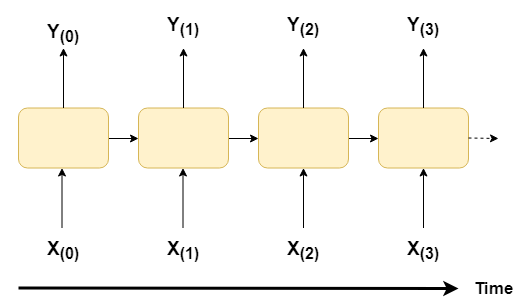 Y(0) Y(1) Y(2) Y(3)
X(0) X(1) X(2) X(3)
Time